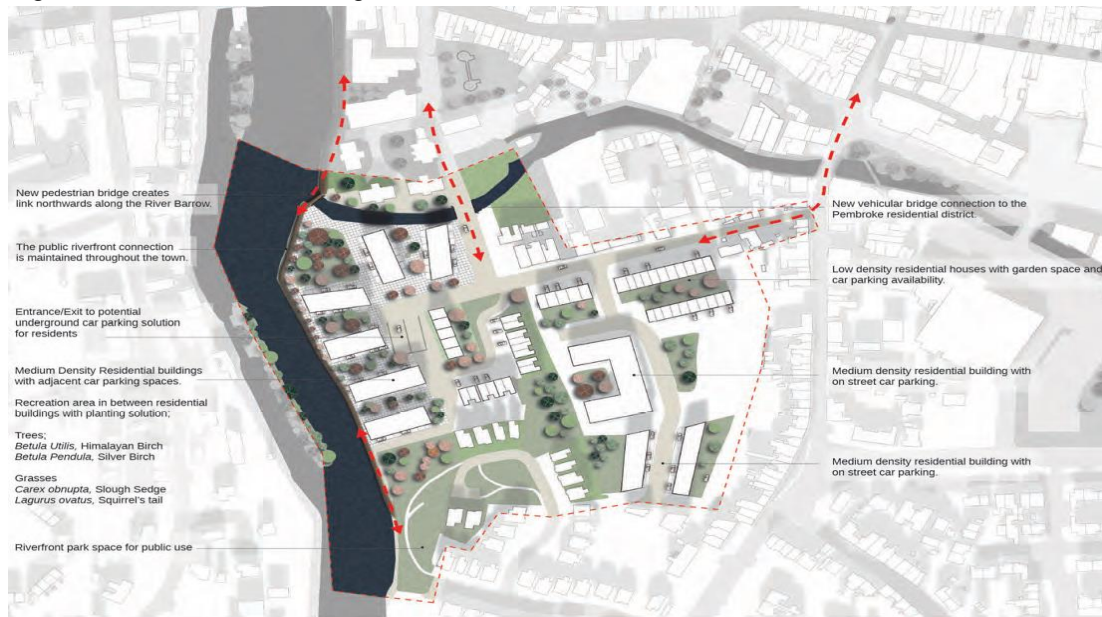 New pedestrian bridge creates
link northwards along the River Barrow.
The public riverfront connection
is maintained throughout the town.
Entrance/Exit to potential
underground car parking solution
for residents
Medium Density Residential buildings
with adjacent car parking spaces.
Recreation area in between residential
buildings with planting solution;
Trees;
Betula Utilis, Himalayan Birch
Betula Pendula, Silver Birch
Grasses
Carex obnupta, Slough Sedge
Lagurus ovatus, Squirrel's tail
Riverfront park space for public use
New vehicular bridge connection to the
Pembroke residential district.
Low density residential houses with garden space and
car parking availability.
Medium density residential building with
on street car parking.
Medium density residential building with
on street car parking.